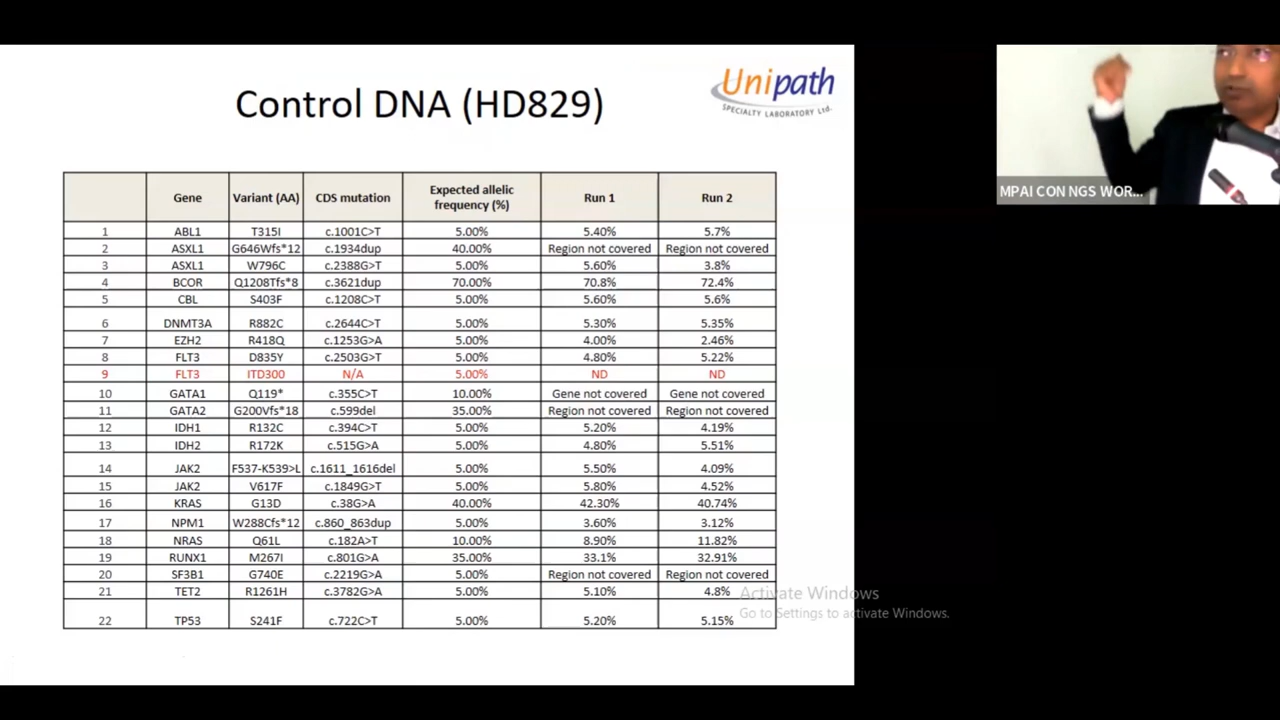 Control DNA (HD829)
Unipath
SPECIALTY LABORATORY Ltd.
MPAI CON NGS WOR...
Gene Variant (AA) CDS mutation Expected allelic frequency (%) Run 1 Run 2
1 ABL1 T315I c.1001C>T 5.00% 5.40% 5.7%
2 ASXL1 G646Wfs*12 c.1934dup 40.00% Region not covered Region not covered
3 ASXL1 W796C c.2388G>T 5.00% 5.60% 3.8%
4 BCOR Q1208Tfs*8 c.3621dup 70.00% 70.8% 72.4%
5 CBL S403F c.1208C>T 5.00% 5.60% 5.6%
6 DNMT3A R882C c.2644C>T 5.00% 5.30% 5.35%
7 EZH2 R418Q c.1253G>A 5.00% 4.00% 2.46%
8 FLT3 D835Y c.2503G>T 5.00% 4.80% 5.22%
9 FLT3 ITD300 N/A 5.00% ND ND
10 GATA1 Q119* c.355C>T 10.00% Gene not covered Gene not covered
11 GATA2 G200Vfs*18 c.599del 35.00% Region not covered Region not covered
12 IDH1 R132C c.394C>T 5.00% 5.20% 4.19%
13 IDH2 R172K c.515G>A 5.00% 4.80% 5.51%
14 JAK2 F537-K539>L c.1611_1616del 5.00% 5.50% 4.09%
15 JAK2 V617F c.1849G>T 5.00% 5.80% 4.52%
16 KRAS G13D c.38G>A 40.00% 42.30% 40.74%
17 NPM1 W288Cfs*12 c.860_863dup 5.00% 3.60% 3.12%
18 NRAS Q61L c.182A>T 10.00% 8.90% 11.82%
19 RUNX1 M267I c.801G>A 35.00% 33.1% 32.91%
20 SF3B1 G740E c.2219G>A 5.00% Region not covered Region not covered
21 TET2 R1261H c.3782G>A 5.00% 5.10% 4.8%
22 TP53 S241F c.722C>T 5.00% 5.20% 5.15%
Activate Windows
Go to Settings to activate Windows.